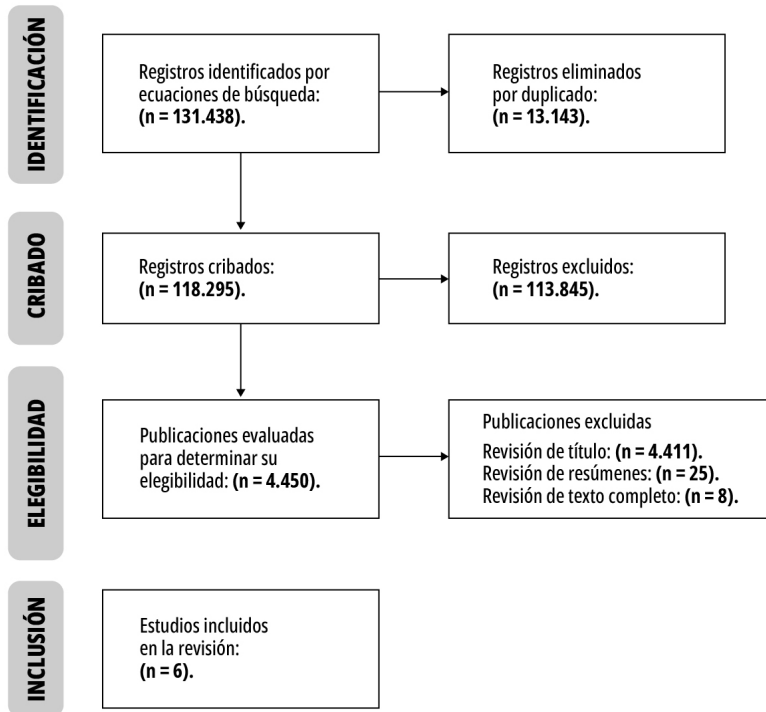 IDENTIFICACIÓN
Registros identificados por
ecuaciones de búsqueda:
(n = 131.438).
Registros eliminados
por duplicado:
(n = 13.143).
CRIBADO
Registros cribados:
(n = 118.295).
Registros excluidos:
(n = 113.845).
ELEGIBILIDAD
Publicaciones evaluadas
para determinar su
elegibilidad: (n = 4.450).
Publicaciones excluidas
Revisión de título: (n = 4.411).
Revisión de resúmenes: (n = 25).
Revisión de texto completo: (n = 8).
INCLUSIÓN
Estudios incluidos
en la revisión:
(n = 6).